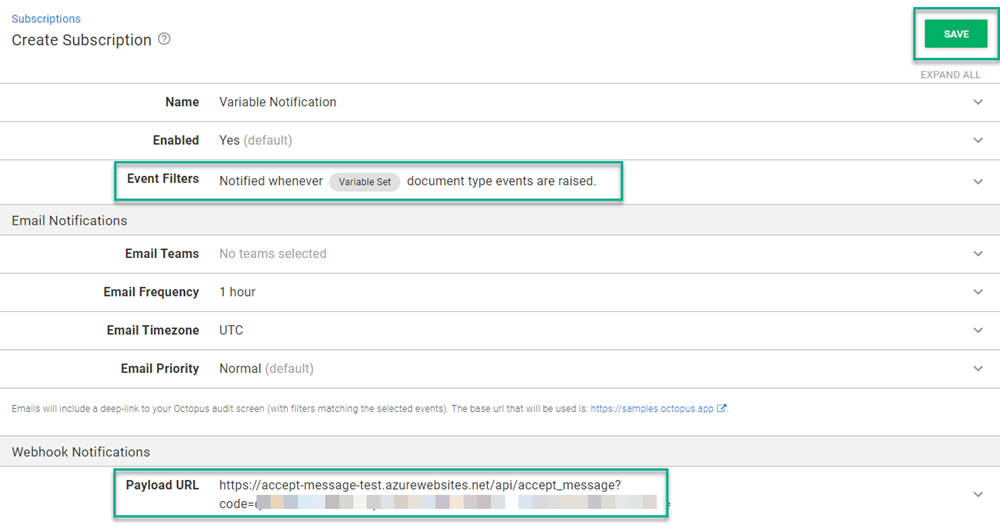 Subscriptions
Create Subscription
SAVE
EXPAND ALL
Name Variable Notification
Enabled Yes (default)
Event Filters Notified whenever Variable Set document type events are raised.
Email Notifications
Email Teams No teams selected
Email Frequency 1 hour
Email Timezone UTC
Email Priority Normal (default)
Emails will include a deep-link to your Octopus audit screen (with filters matching the selected events). The base url that will be used is: https://samples.octopus.app.
Webhook Notifications
Payload URL https://accept-message-test.azurewebsites.net/api/accept_message?
code=